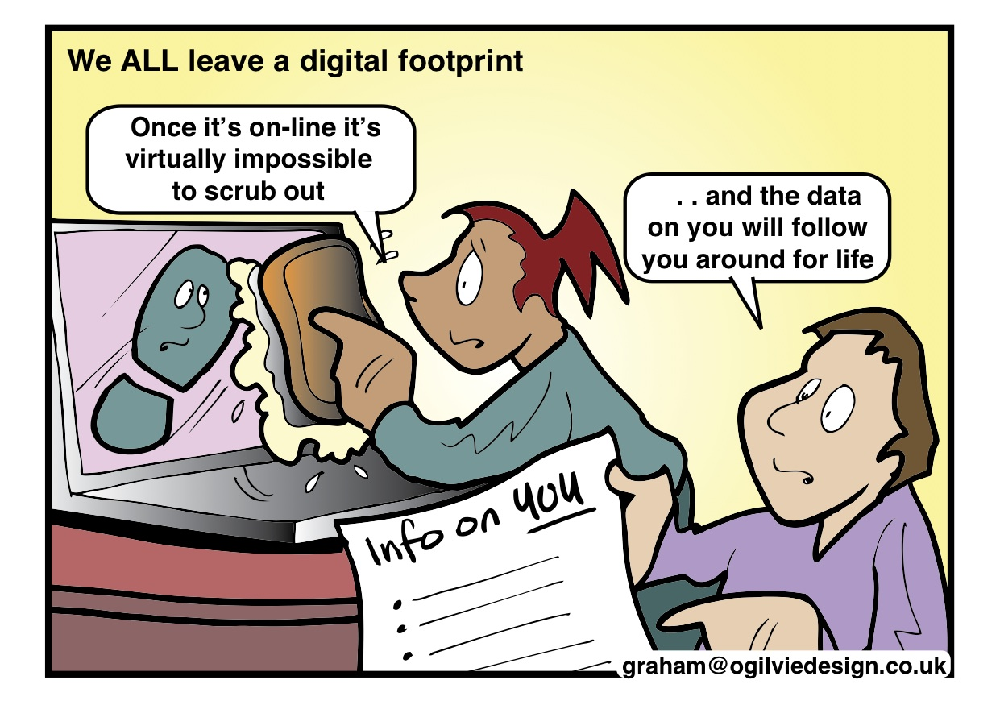 We ALL leave a digital footprint
Once it’s on-line it’s
virtually impossible
to scrub out
. . and the data
on you will follow
you around for life
Info on YOU
graham@ogilviedesign.co.uk